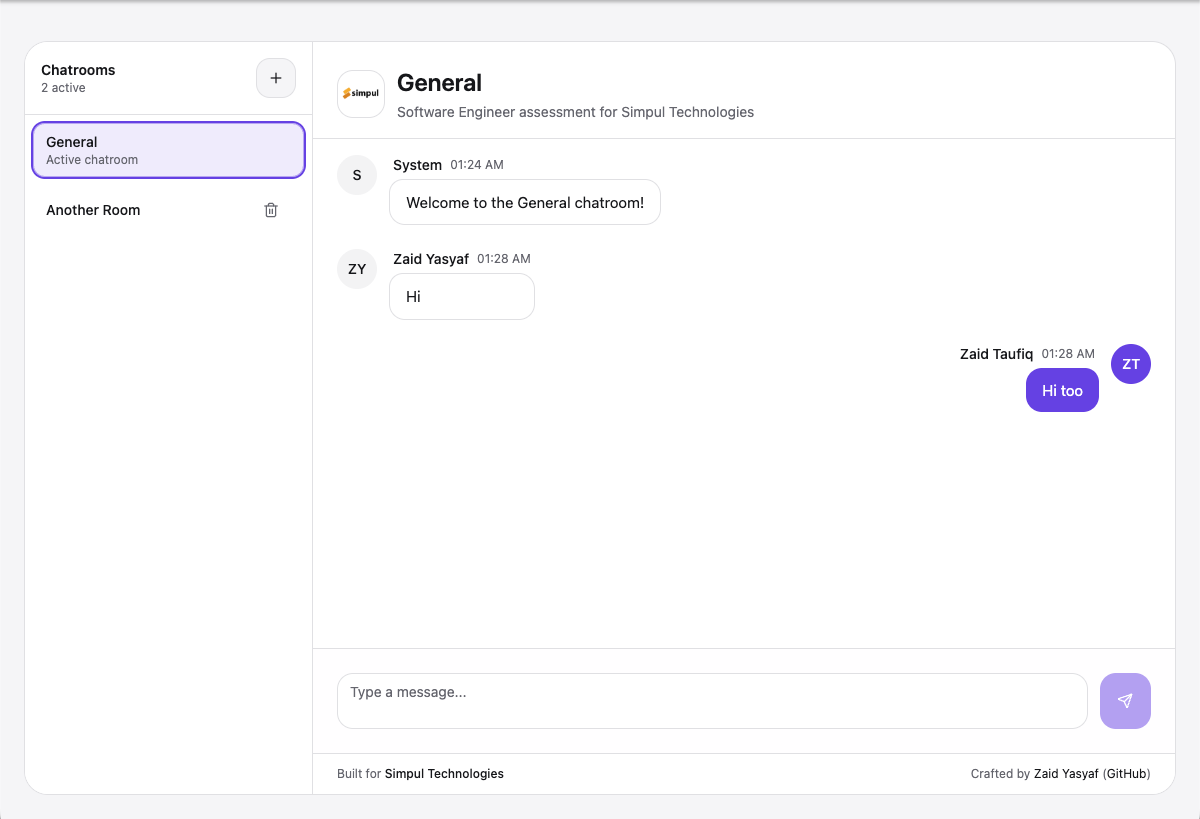 Chatrooms
2 active
General
Active chatroom
Another Room
simpul
General
Software Engineer assessment for Simpul Technologies
S
System 01:24 AM
Welcome to the General chatroom!
ZY
Zaid Yasyaf 01:28 AM
Hi
Zaid Taufiq 01:28 AM
ZT
Hi too
Type a message...
Built for Simpul Technologies
Crafted by Zaid Yasyaf (GitHub)